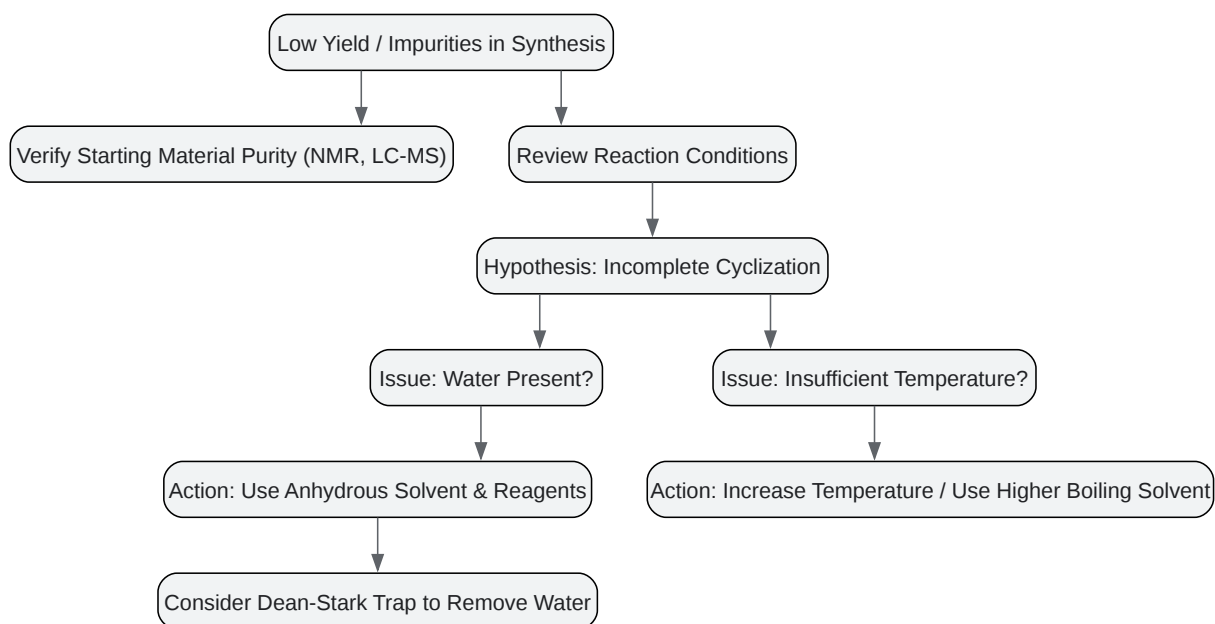 Low Yield / Impurities in Synthesis
Verify Starting Material Purity (NMR, LC-MS)
Review Reaction Conditions
Hypothesis: Incomplete Cyclization
Issue: Water Present?
Issue: Insufficient Temperature?
Action: Use Anhydrous Solvent & Reagents
Action: Increase Temperature / Use Higher Boiling Solvent
Consider Dean-Stark Trap to Remove Water